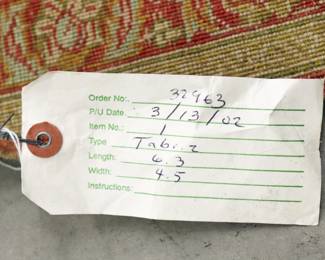 Order No: 32963
P/U Date 3/13/02
Item No.: 1
Type Tabriz
Length: 6.3
Width: 4.5
Instructions: